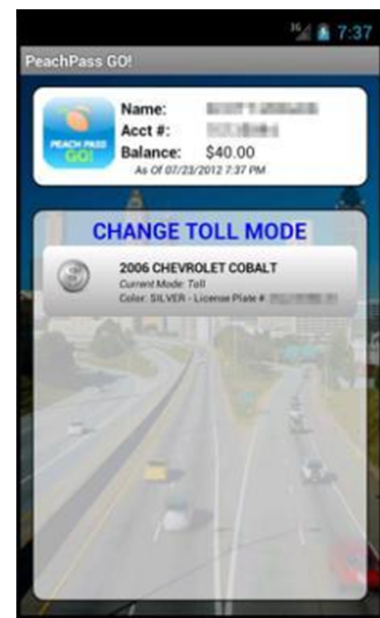 3G 7:37
PeachPass GO!
PEACH PASS
GO!
Name:
Acct #:
Balance: $40.00
As Of 07/23/2012 7:37 PM
CHANGE TOLL MODE
2006 CHEVROLET COBALT
Current Mode: Toll
Color: SILVER - License Plate #: